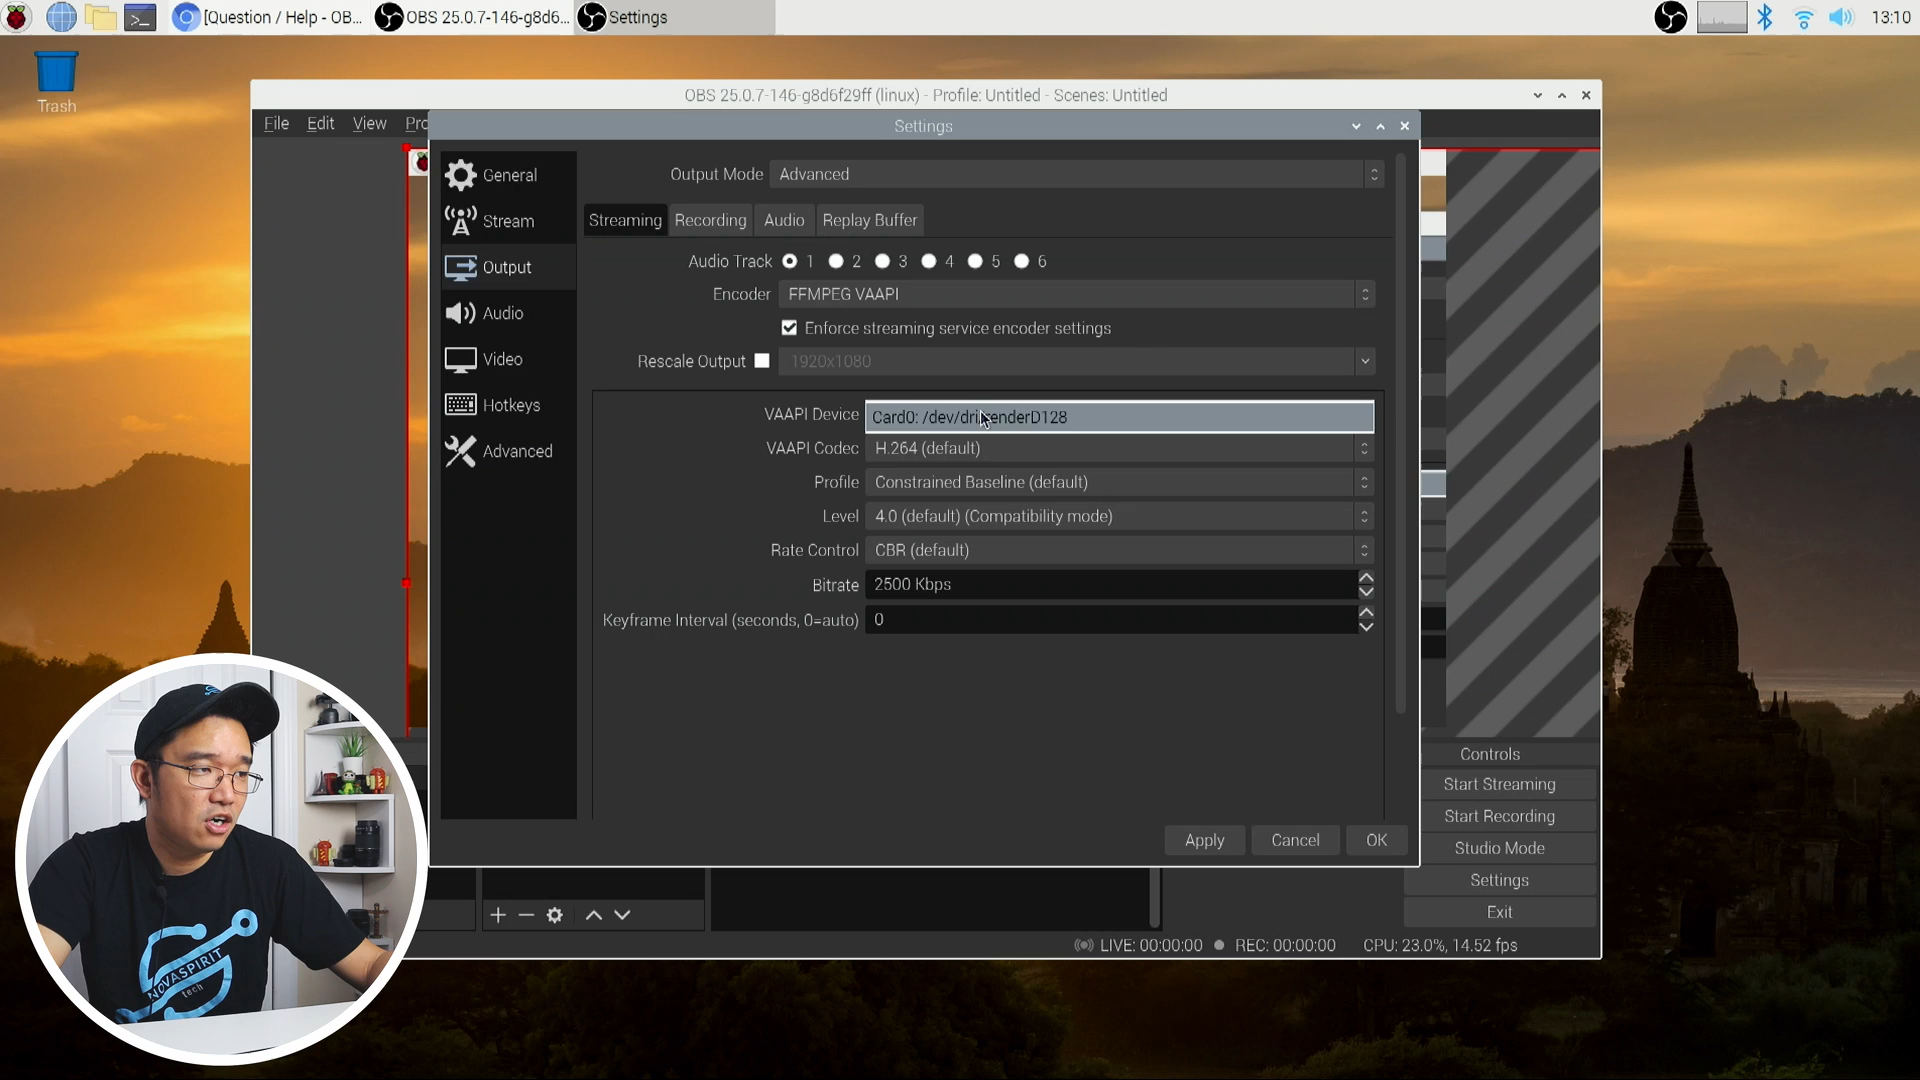 [Question / Help - OB...
OBS 25.0.7-146-g8d6...
Settings
13:10
Trash
OBS 25.0.7-146-g8d6f29ff (linux) - Profile: Untitled - Scenes: Untitled
File
Edit
View
Settings
General
Stream
Output
Audio
Video
Hotkeys
Advanced
Output Mode
Advanced
Streaming
Recording
Audio
Replay Buffer
Audio Track
1
2
3
4
5
6
Encoder
FFMPEG VAAPI
Enforce streaming service encoder settings
Rescale Output
1920x1080
VAAPI Device
Card0: /dev/dri/renderD128
VAAPI Codec
H.264 (default)
Profile
Constrained Baseline (default)
Level
4.0 (default) (Compatibility mode)
Rate Control
CBR (default)
Bitrate
2500 Kbps
Keyframe Interval (seconds, 0=auto)
0
Apply
Cancel
OK
Controls
Start Streaming
Start Recording
Studio Mode
Settings
Exit
LIVE: 00:00:00
REC: 00:00:00
CPU: 23.0%, 14.52 fps
NOVASPIRIT
tech